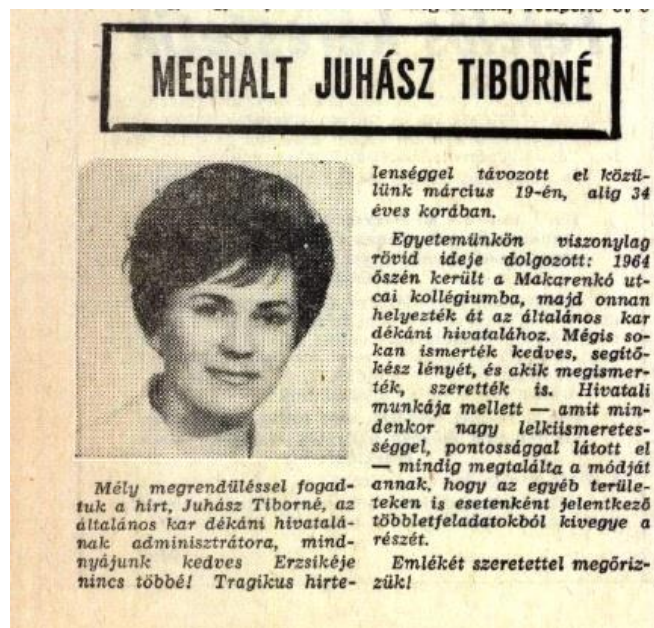 MEGHALT JUHÁSZ TIBORNÉ
Mély megrendüléssel fogad-
tuk a hírt, Juhász Tiborné, az
általános kar dékáni hivatalá-
nak adminisztrátora, mind-
nyájunk kedves Erzsikéje
nincs többé! Tragikus hirte-
lenséggel távozott el közü-
lünk március 19-én, alig 34
éves korában.
Egyetemünkön viszonylag
rövid ideje dolgozott: 1964
őszén került a Makarenkó ut-
cai kollégiumba, majd onnan
helyezték át az általános kar
dékáni hivatalához. Mégis so-
kan ismerték kedves, segítő-
kész lényét, és akik megismer-
ték, szerették is. Hivatali
munkája mellett — amit min-
denkor nagy lelkiismeretes-
séggel, pontossággal látott el
— mindig megtalálta a módját
annak, hogy az egyéb terüle-
teken is esetenként jelentkező
többletfeladatokból kivegye a
részét.
Emlékét szeretettel megőriz-
zük!